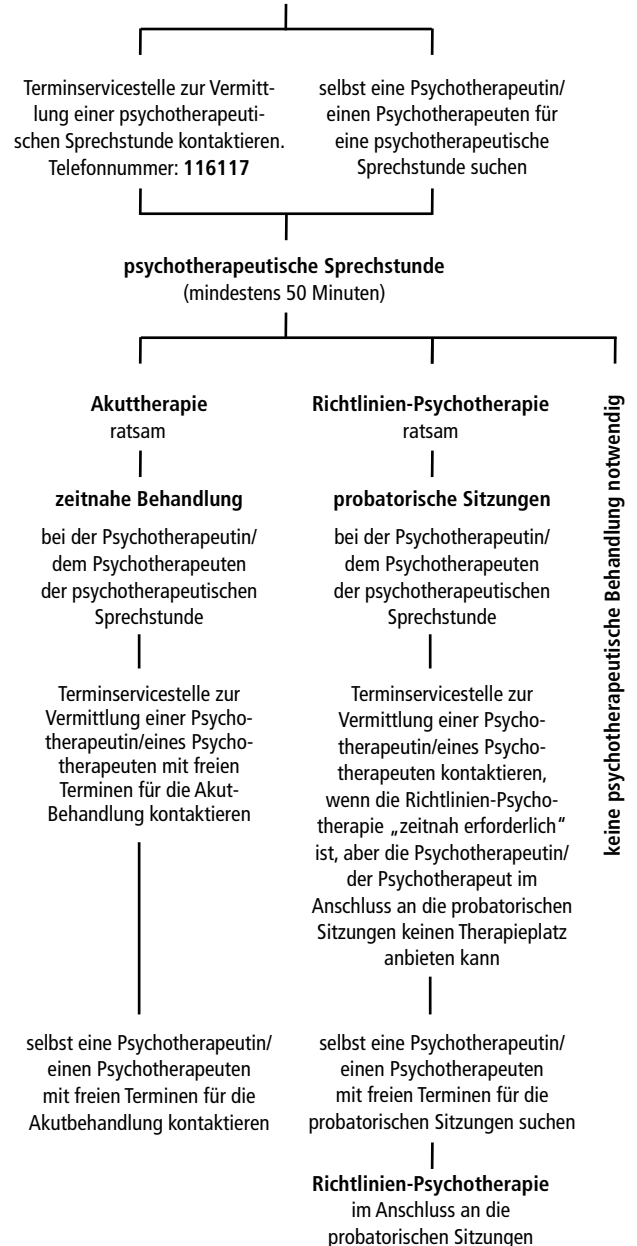 Terminservicestelle zur Vermitt-
lung einer psychotherapeuti-
schen Sprechstunde kontaktieren.
Telefonnummer: 116117
selbst eine Psychotherapeutin/
einen Psychotherapeuten für
eine psychotherapeutische
Sprechstunde suchen
psychotherapeutische Sprechstunde
(mindestens 50 Minuten)
Akuttherapie
ratsam
zeitnahe Behandlung
bei der Psychotherapeutin/
dem Psychotherapeuten
der psychotherapeutischen
Sprechstunde
Terminservicestelle zur
Vermittlung einer Psycho-
therapeutin/eines Psycho-
therapeuten mit freien
Terminen für die Akut-
Behandlung kontaktieren
selbst eine Psychotherapeutin/
einen Psychotherapeuten
mit freien Terminen für die
Akutbehandlung kontaktieren
Richtlinien-Psychotherapie
ratsam
probatorische Sitzungen
bei der Psychotherapeutin/
dem Psychotherapeuten
der psychotherapeutischen
Sprechstunde
Terminservicestelle zur
Vermittlung einer Psycho-
therapeutin/eines Psycho-
therapeuten kontaktieren,
wenn die Richtlinien-Psycho-
therapie „zeitnah erforderlich“
ist, aber die Psychotherapeutin/
der Psychotherapeut im
Anschluss an die probatorischen
Sitzungen keinen Therapieplatz
anbieten kann
selbst eine Psychotherapeutin/
einen Psychotherapeuten
mit freien Terminen für die
probatorischen Sitzungen suchen
Richtlinien-Psychotherapie
im Anschluss an die
probatorischen Sitzungen
keine psychotherapeutische Behandlung notwendig